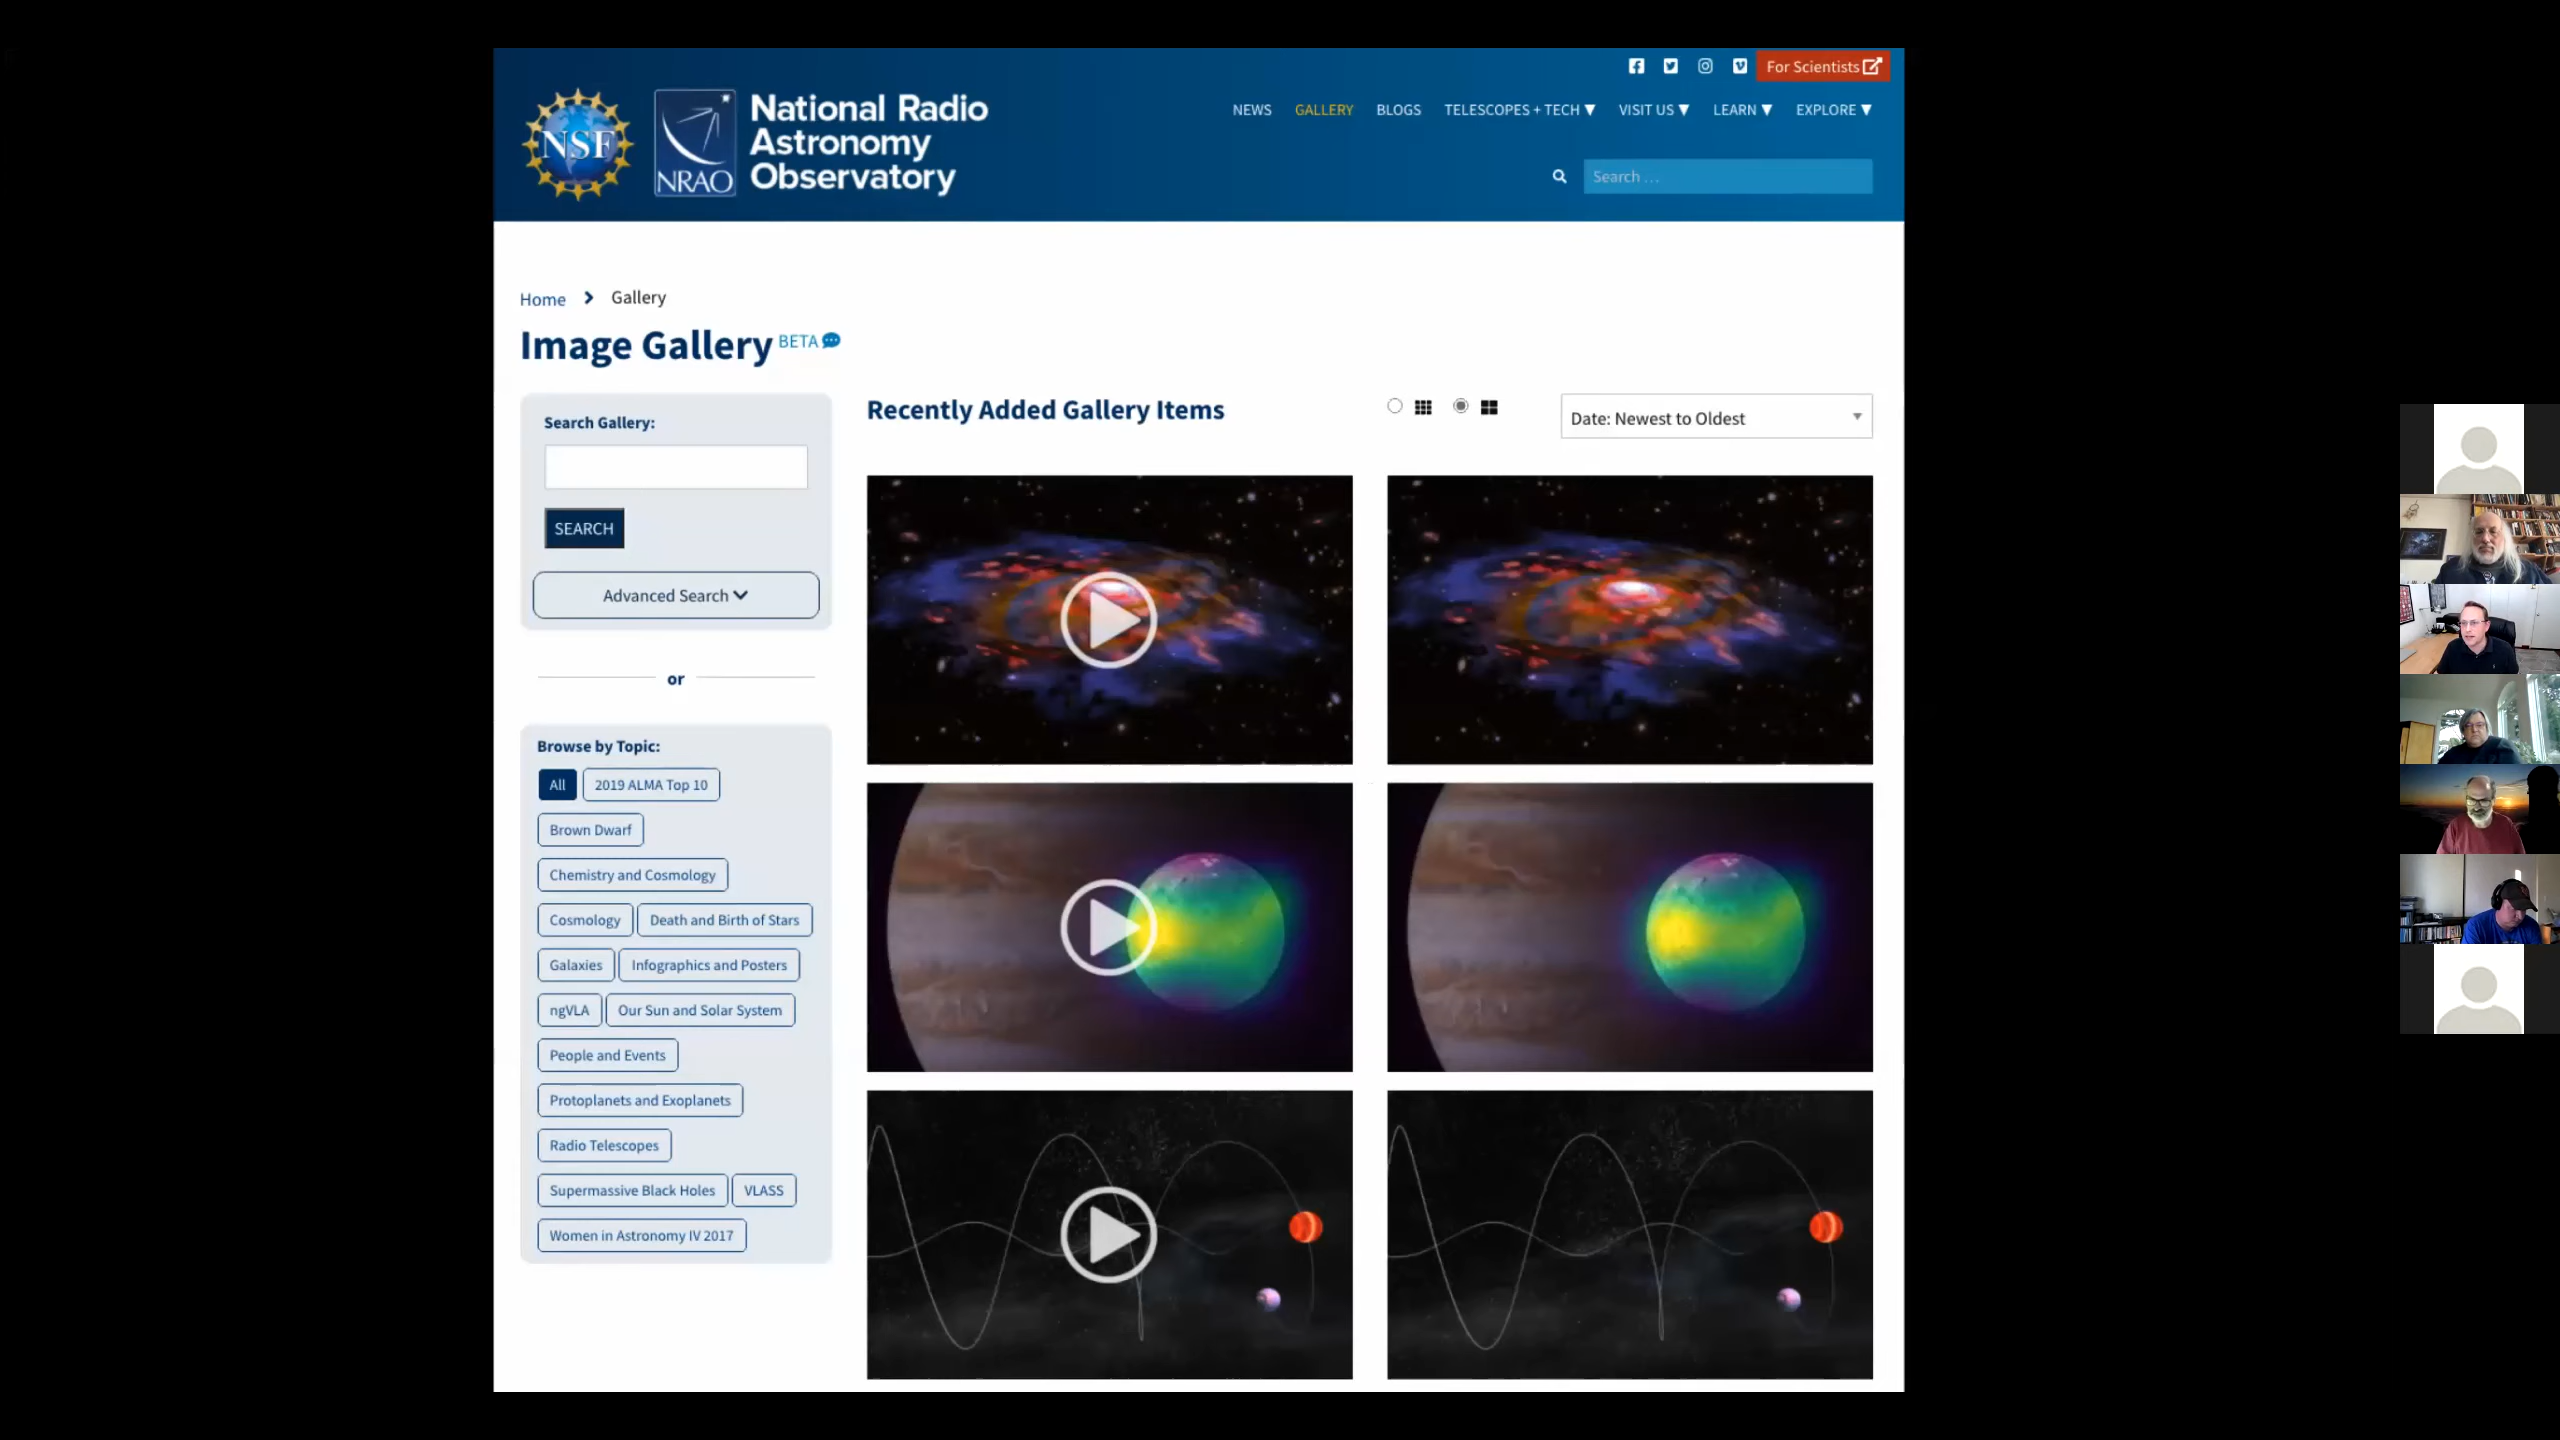 For Scientists
NSF
NRAO
National Radio
Astronomy
Observatory
NEWS GALLERY BLOGS TELESCOPES + TECH VISIT US LEARN EXPLORE
Search ...
Home Gallery
Image Gallery BETA
Search Gallery:
SEARCH
Advanced Search
or
Browse by Topic:
All 2019 ALMA Top 10
Brown Dwarf
Chemistry and Cosmology
Cosmology Death and Birth of Stars
Galaxies Infographics and Posters
ngVLA Our Sun and Solar System
People and Events
Protoplanets and Exoplanets
Radio Telescopes
Supermassive Black Holes VLASS
Women in Astronomy IV 2017
Recently Added Gallery Items
Date: Newest to Oldest